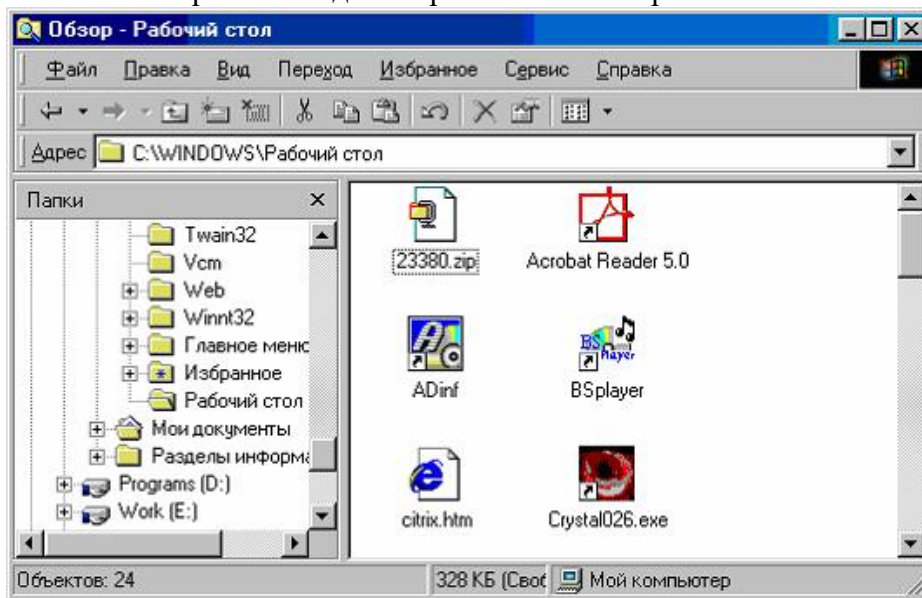 Обзор - Рабочий стол
Файл Правка Вид Переход Избранное Сервис Справка
Адрес C:\WINDOWS\Рабочий стол
Папки
Twain32
Vcm
Web
Winnt32
Главное меню
Избранное
Рабочий стол
Мои документы
Разделы информа
Programs (D:)
Work (E:)
23380.zip
Acrobat Reader 5.0
ADinf
BSplayer
citrix.htm
Crystal026.exe
Объектов: 24
328 КБ (Своб
Мой компьютер